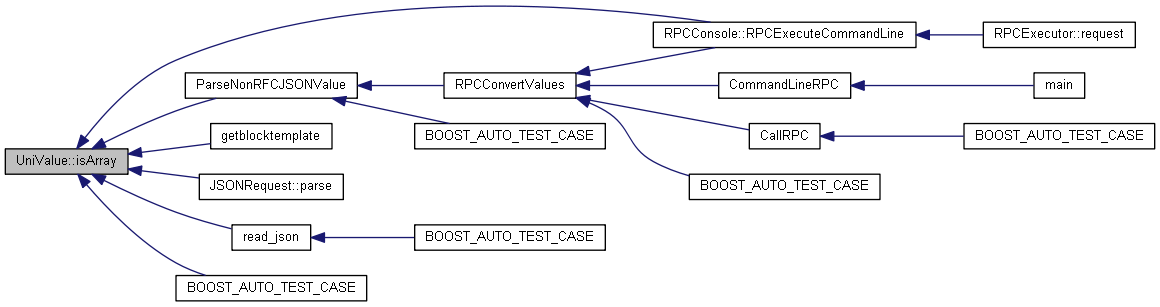 RPCConsole::RPCExecuteCommandLine
RPCExecutor::request
ParseNonRFCJSONValue
RPCConvertValues
CommandLineRPC
main
getblocktemplate
BOOST_AUTO_TEST_CASE
CallRPC
BOOST_AUTO_TEST_CASE
UniValue::isArray
JSONRequest::parse
BOOST_AUTO_TEST_CASE
read_json
BOOST_AUTO_TEST_CASE
BOOST_AUTO_TEST_CASE